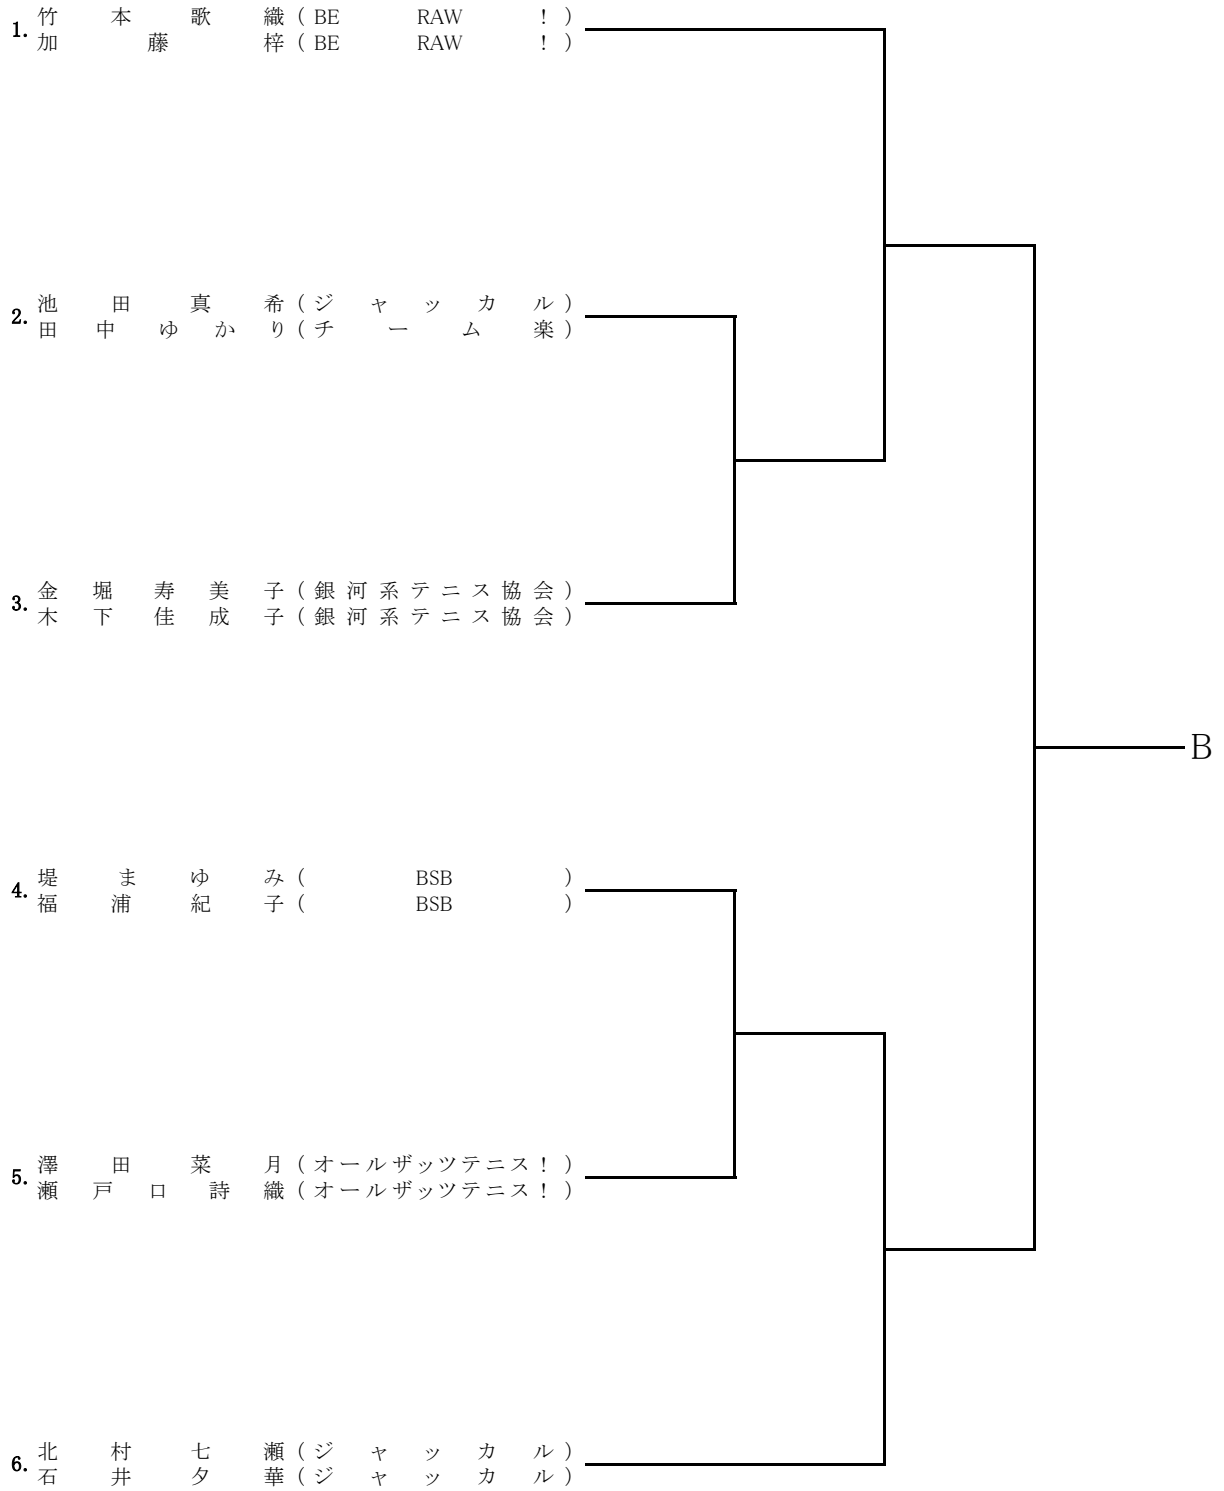 1. 竹本歌織(BE RAW !)
加藤梓(BE RAW !)
2. 池田真希(ジャッカル)
田中ゆかり(チーム楽)
3. 金堀寿美子(銀河系テニス協会)
木下佳成子(銀河系テニス協会)
B
4. 堤まゆみ(BSB)
福浦紀子(BSB)
5. 澤田菜月(オールザッツテニス!)
瀬戸口詩織(オールザッツテニス!)
6. 北村七瀬(ジャッカル)
石井夕華(ジャッカル)